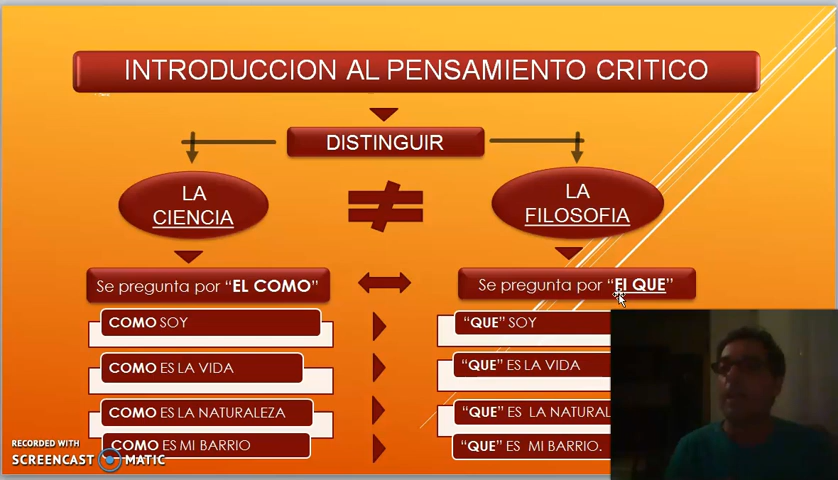 INTRODUCCION AL PENSAMIENTO CRITICO
DISTINGUIR
LA
CIENCIA
LA
FILOSOFIA
Se pregunta por “EL COMO”
Se pregunta por “El QUE”
COMO SOY
“QUE” SOY
COMO ES LA VIDA
“QUE” ES LA VIDA
COMO ES LA NATURALEZA
“QUE” ES LA NATURAL
COMO ES MI BARRIO
“QUE” ES MI BARRIO.
RECORDED WITH
SCREENCAST MATIC